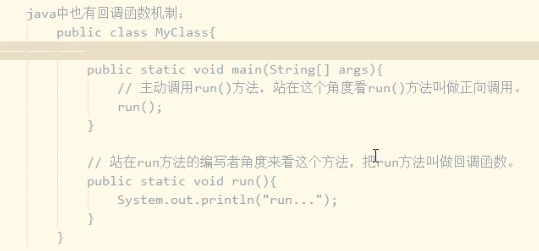 java中也有回调函数机制：
public class MyClass{
public static void main(String[] args){
// 主动调用run()方法，站在这个角度看run()方法叫做正向调用。
run();
}
// 站在run方法的编写者角度来看这个方法，把run方法叫做回调函数。
public static void run(){
System.out.println("run...");
}
}